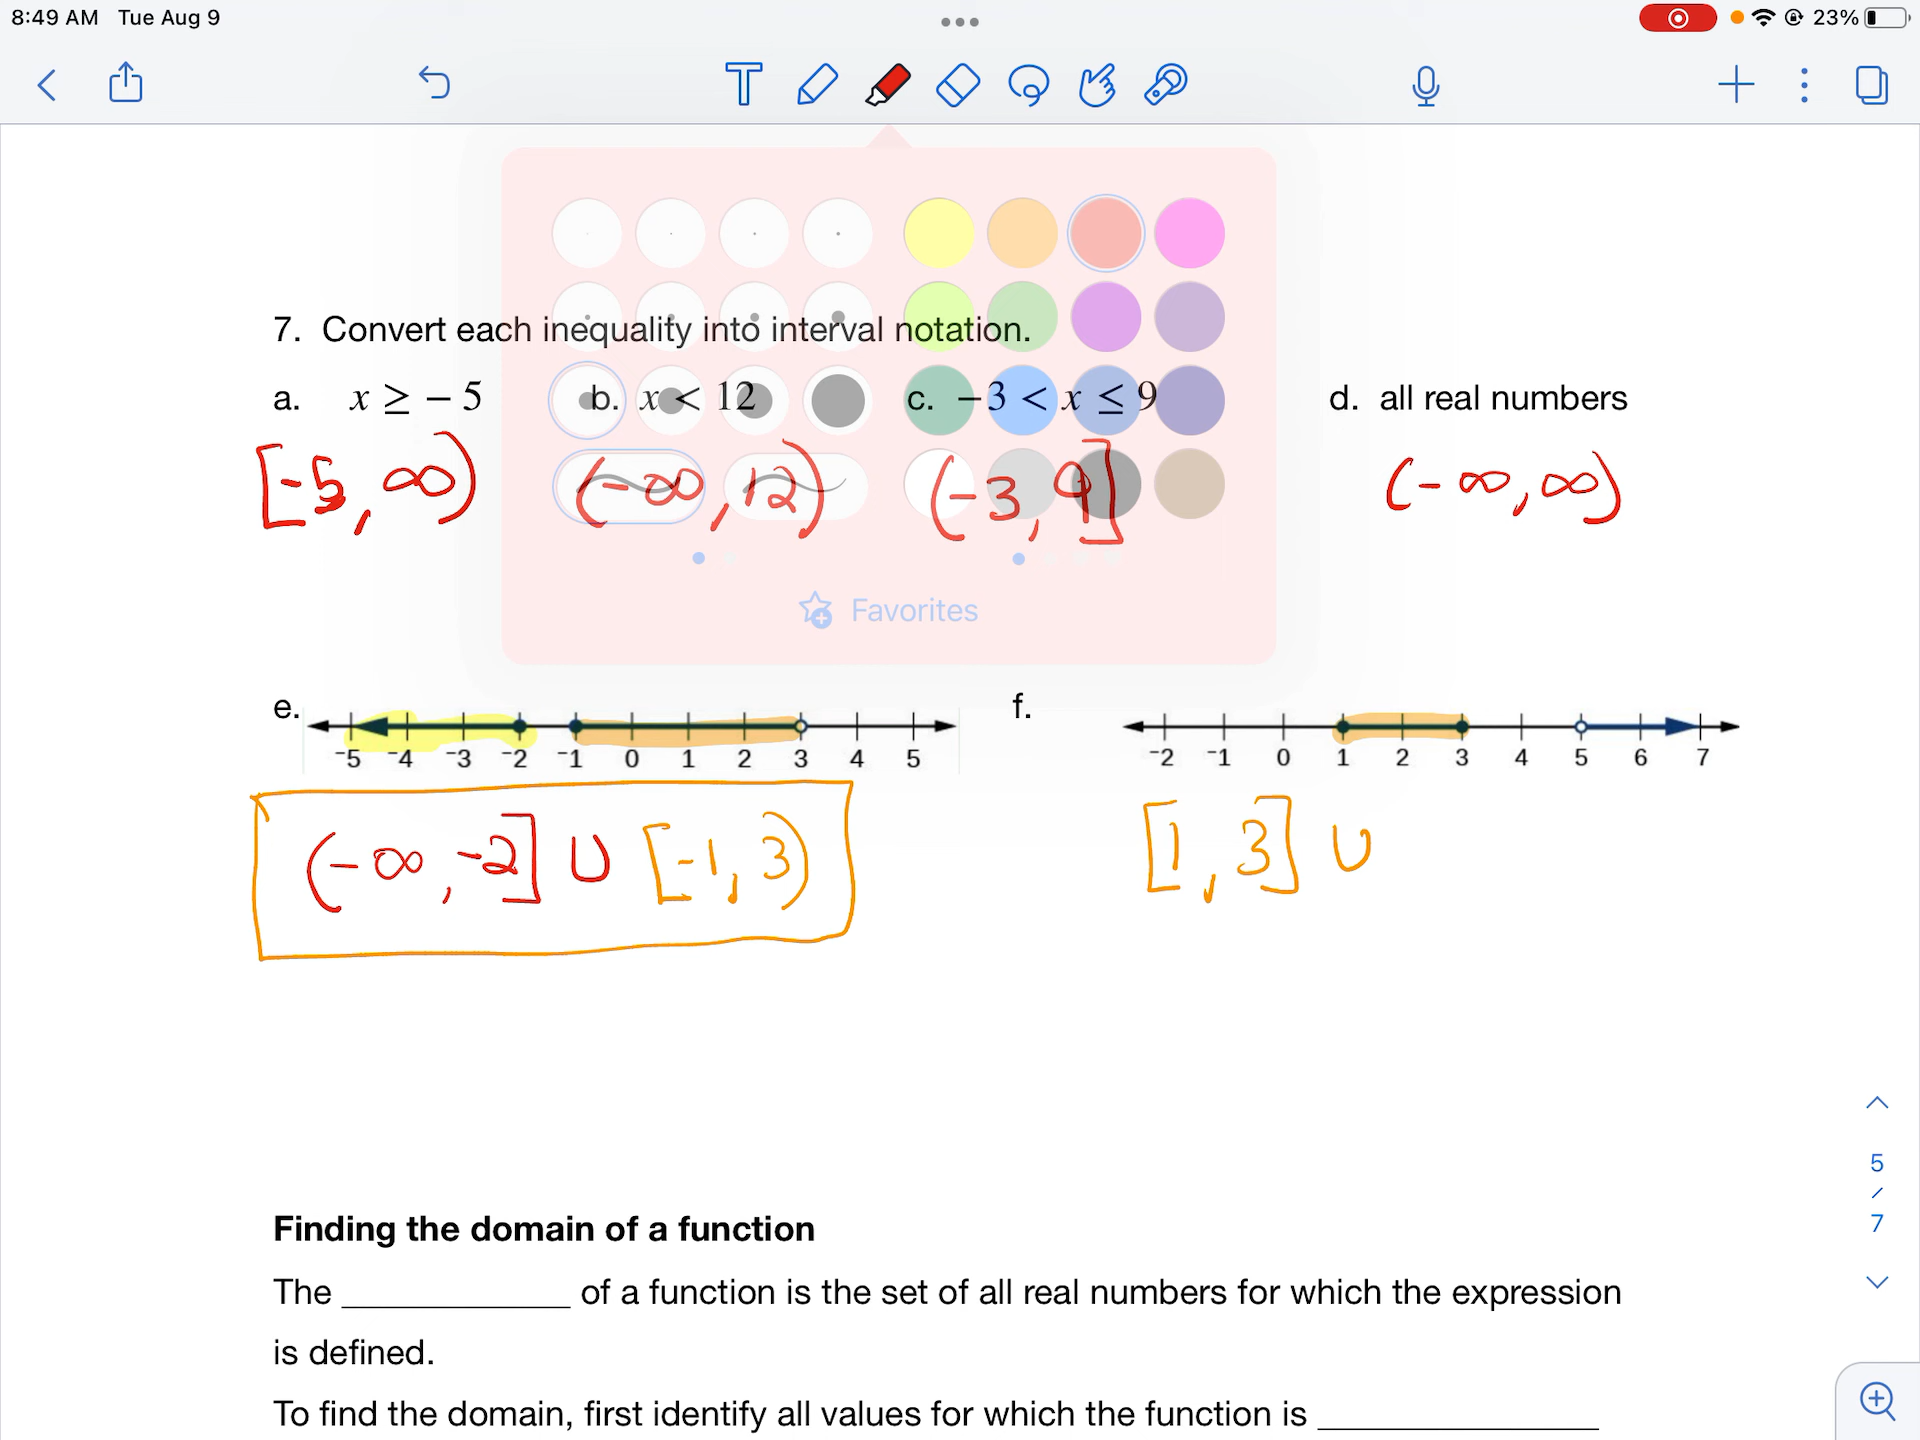 8:49 AM Tue Aug 9 23%
T
7. Convert each inequality into interval notation.
a. x ≥ − 5 b. x < 12 c. −3 < x ≤ 9 d. all real numbers
[-5, ∞) (-∞, 12) (-3, 9] (-∞, ∞)
Favorites
e. f.
-5 -4 -3 -2 -1 0 1 2 3 4 5 -2 -1 0 1 2 3 4 5 6 7
(-∞, -2] ∪ [-1, 3) [1, 3] ∪
5
/
7
Finding the domain of a function
The ____________ of a function is the set of all real numbers for which the expression
is defined.
To find the domain, first identify all values for which the function is _______________